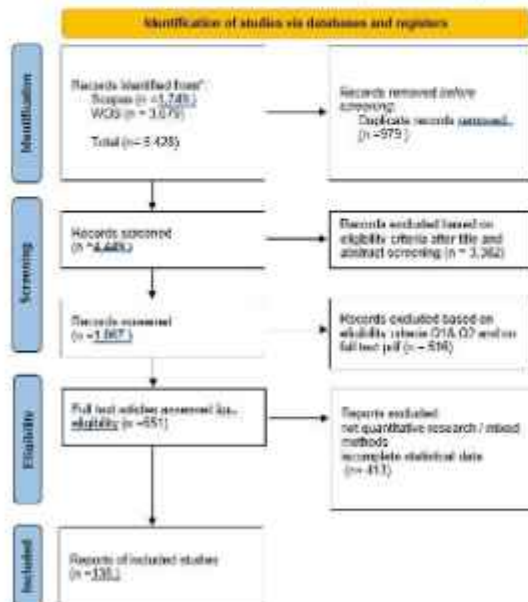 Identification of studies via databases and registers
Identification
Records identified from*:
Scopus (n =1,749 )
WOS (n = 3,679)
Total (n= 5,428)
Records removed before
screening:
Duplicate records removed
(n =979 )
Screening
Records screened
(n =4,449 )
Records excluded based on
eligibility criteria after title and
abstract screening (n = 3,382)
Records screened
(n =1,067 )
Records excluded based on
eligibility criteria Q1& Q2 and no
full text pdf (n = 516)
Eligibility
Full text articles assessed for
eligibility (n =551)
Reports excluded
not quantitative research / mixed
methods
incomplete statistical data
(n= 413)
Included
Reports of included studies
(n =138 )